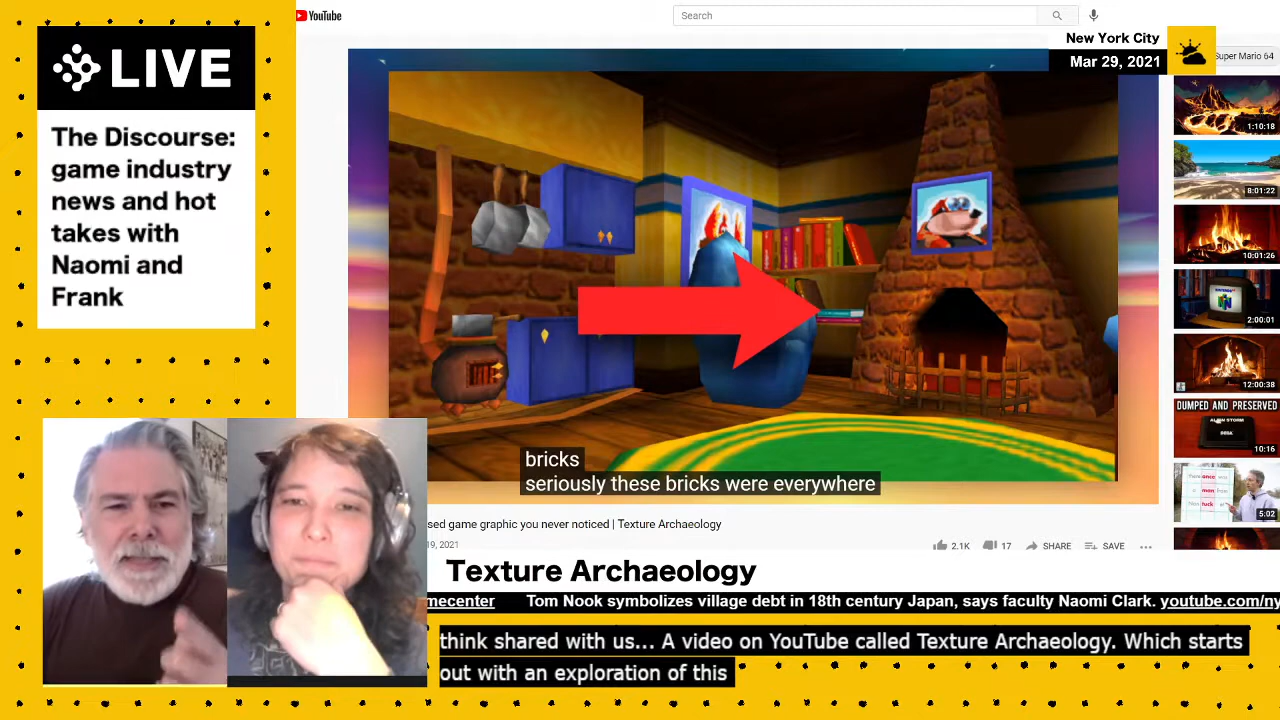 LIVE
The Discourse:
game industry
news and hot
takes with
Naomi and
Frank
YouTube
Search
New York City
Mar 29, 2021
Super Mario 64
1:10:18
8:01:22
10:01:26
2:00:01
12:00:38
DUMPED AND PRESERVED
ALIEN STORM
SEGA
10:16
5:02
bricks
seriously these bricks were everywhere
sed game graphic you never noticed | Texture Archaeology
19, 2021
2.1K
17
SHARE
SAVE
Texture Archaeology
mecenter Tom Nook symbolizes village debt in 18th century Japan, says faculty Naomi Clark. youtube.com/ny
think shared with us... A video on YouTube called Texture Archaeology. Which starts
out with an exploration of this